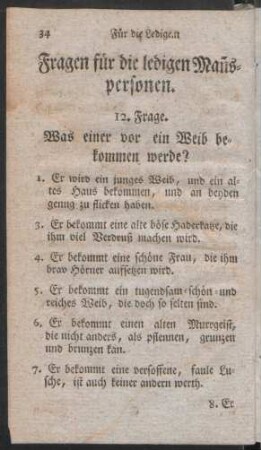 34 Für die Ledigen
Fragen für die ledigen Mañs-
personen.
12. Frage.
Was einer vor ein Weib be-
kommen werde?
1. Er wird ein junges Weib, und ein al-
tes Haus bekommen, und an beyden
genug zu flicken haben.
3. Er bekommt eine alte böse Haderkatze, die
ihm viel Verdruß machen wird.
4. Er bekommt eine schöne Frau, die ihm
brav Hörner aufsetzen wird.
5. Er bekommt ein tugendsam-schön-und
reiches Weib, die doch so selten sind.
6. Er bekommt einen alten Murrgeist,
die nicht anders, als pflennen, grunzen
und brunzen kan.
7. Er bekommt eine versoffene, faule Lu-
sche, ist auch keiner andern werth.
8. Er